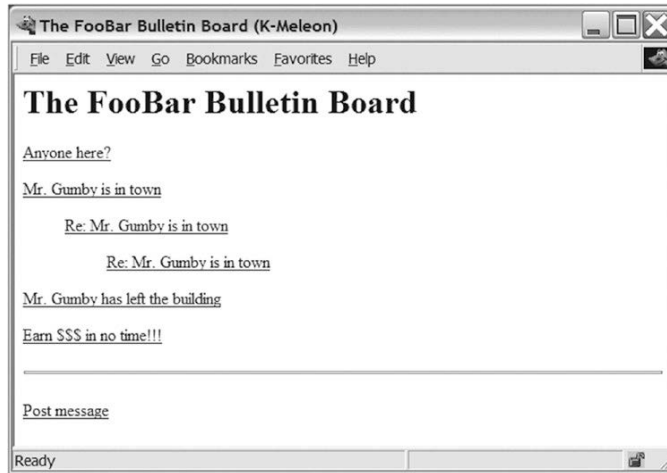 The FooBar Bulletin Board (K-Meleon)
File Edit View Go Bookmarks Favorites Help
The FooBar Bulletin Board
Anyone here?
Mr. Gumby is in town
Re: Mr. Gumby is in town
Re: Mr. Gumby is in town
Mr. Gumby has left the building
Earn $$$ in no time!!!
Post message
Ready